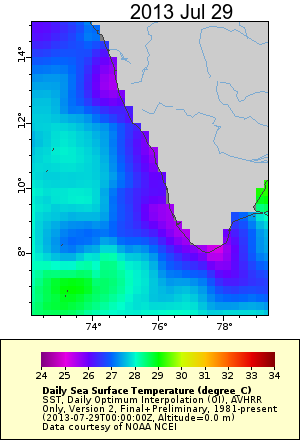 2013 Jul 29
14°
12°
10°
8°
74° 76° 78°
24 25 26 27 28 29 30 31 32 33 34
Daily Sea Surface Temperature (degree_C)
SST, Daily Optimum Interpolation (OI), AVHRR
Only, Version 2, Final+Preliminary, 1981-present
(2013-07-29T00:00:00Z, Altitude=0.0 m)
Data courtesy of NOAA NCEI